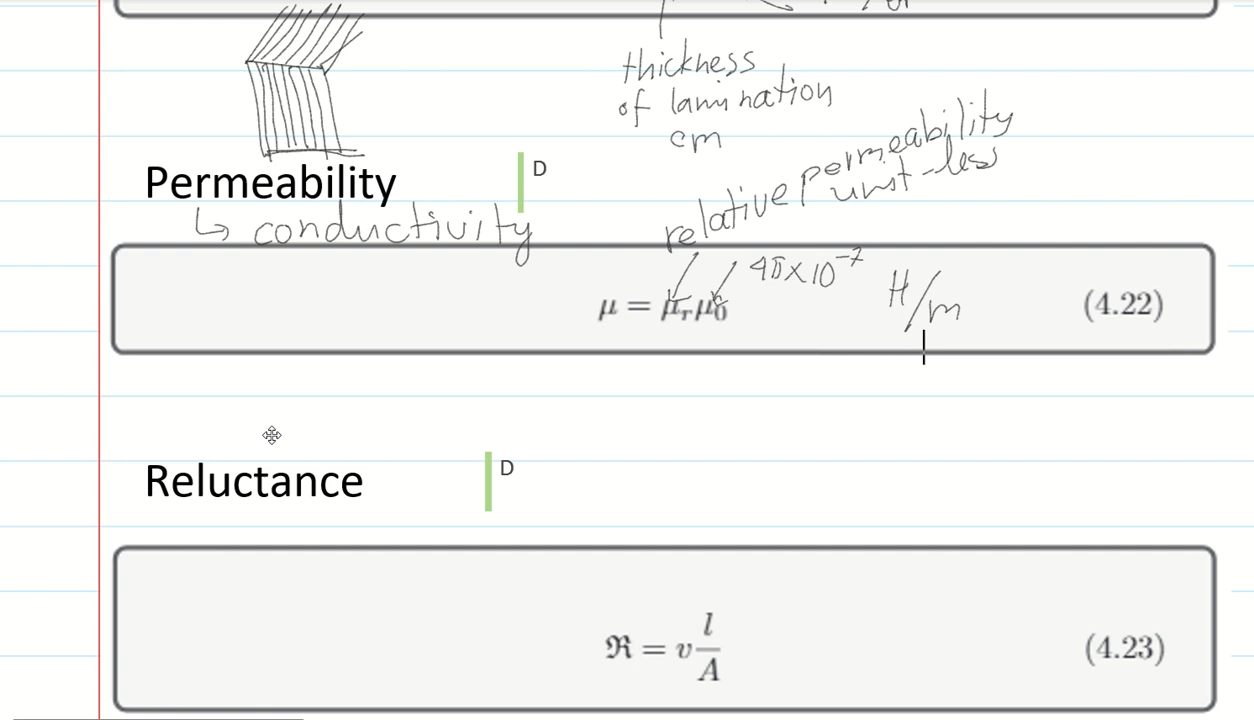 thickness
of lamination
cm
Permeability
D
↳ conductivity
relative permeability
unit-less
4π×10⁻⁷ H/m
μ = μᵣμ₀ (4.22)
Reluctance
D
ℜ = v l/A (4.23)